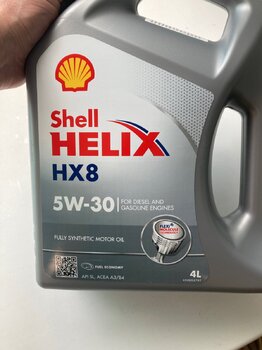 Shell
HELIX
HX8
5W-30
FOR DIESEL AND
GASOLINE ENGINES
FULLY SYNTHETIC MOTOR OIL
FUEL ECONOMY
API SL, ACEA A3/B4
4L